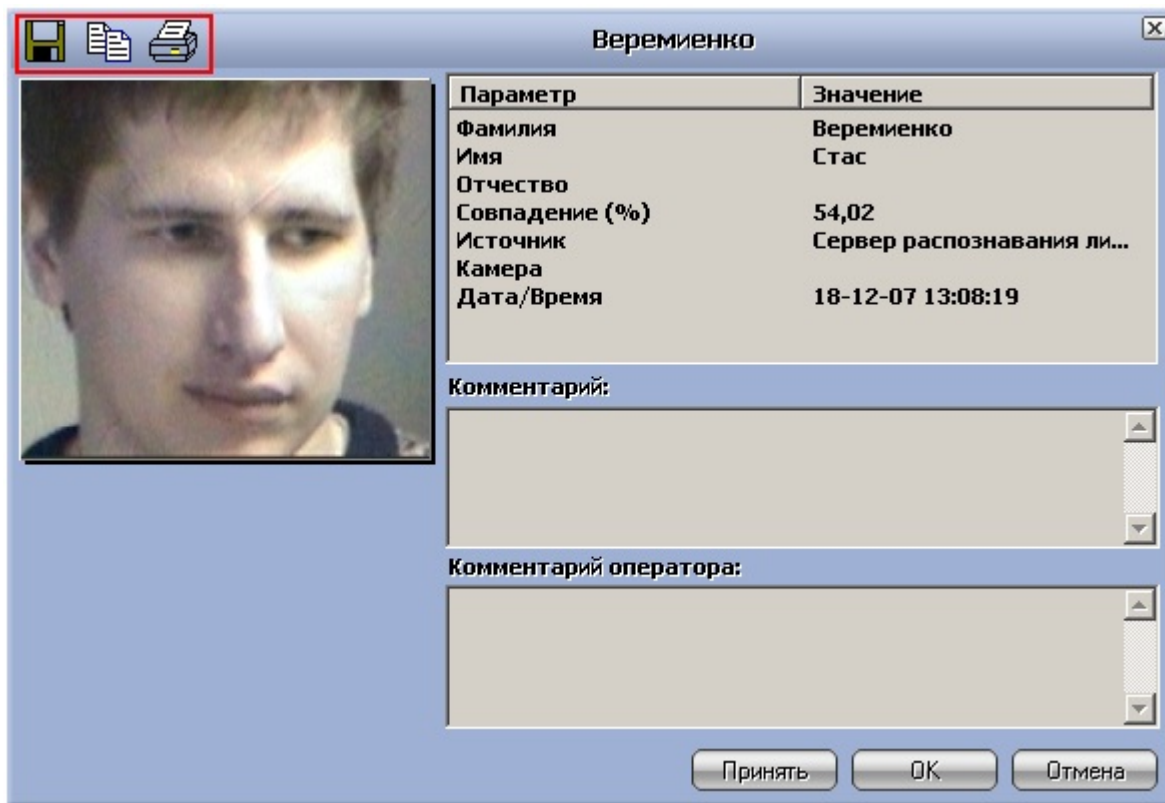 Веремиенко
Параметр Значение
Фамилия Веремиенко
Имя Стас
Отчество
Совпадение (%) 54,02
Источник Сервер распознавания ли...
Камера
Дата/Время 18-12-07 13:08:19
Комментарий:
Комментарий оператора:
Принять OK Отмена